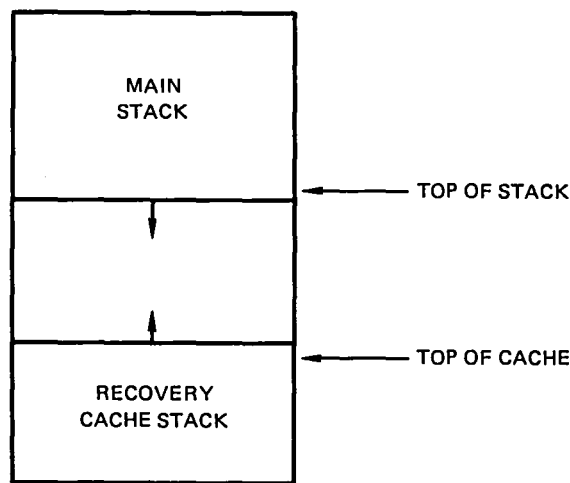 MAIN
STACK
TOP OF STACK
TOP OF CACHE
RECOVERY
CACHE STACK